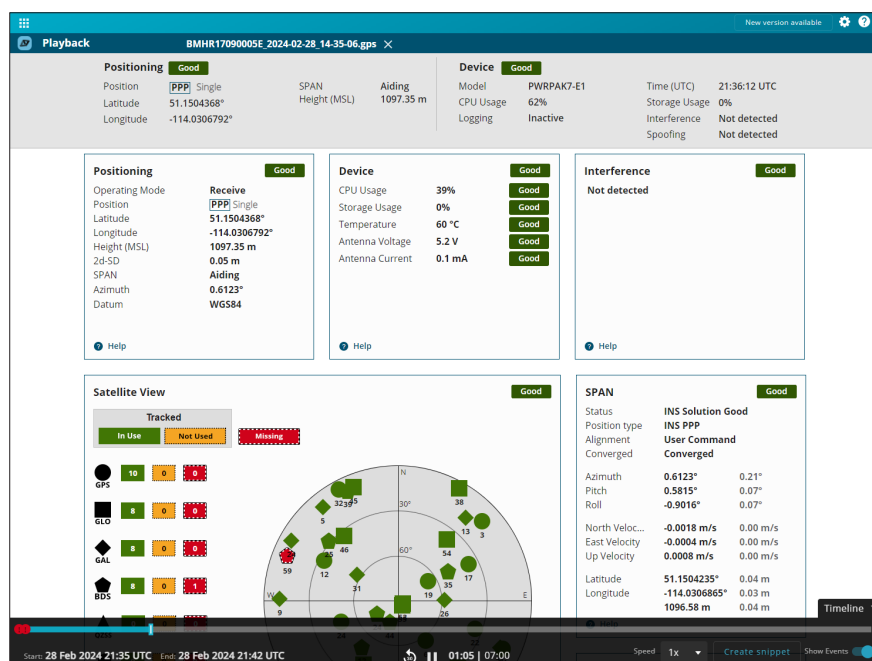 New version available
Playback BMHR17090005E_2024-02-28_14-35-06.gps
Positioning Good
Position PPP Single
Latitude 51.1504368°
Longitude -114.0306792°
SPAN Aiding
Height (MSL) 1097.35 m
Device Good
Model PWRPAK7-E1
CPU Usage 62%
Logging Inactive
Time (UTC) 21:36:12 UTC
Storage Usage 0%
Interference Not detected
Spoofing Not detected
Positioning Good
Operating Mode Receive
Position PPP Single
Latitude 51.1504368°
Longitude -114.0306792°
Height (MSL) 1097.35 m
2d-SD 0.05 m
SPAN Aiding
Azimuth 0.6123°
Datum WGS84
Help
Device Good
CPU Usage 39% Good
Storage Usage 0% Good
Temperature 60 °C Good
Antenna Voltage 5.2 V Good
Antenna Current 0.1 mA Good
Help
Interference Good
Not detected
Help
Satellite View Good
Tracked
In Use Not Used Missing
10 0 0
GPS
8 0 0
GLO
8 0 0
GAL
8 0 1
BDS
N
32 45
38
5
30°
13 3
46
54
25
60°
59
12
31
35 17
19
W
E
9
26
SPAN Good
Status INS Solution Good
Position type INS PPP
Alignment User Command
Converged Converged
Azimuth 0.6123° 0.21°
Pitch 0.5815° 0.07°
Roll -0.9016° 0.07°
North Veloc... -0.0018 m/s 0.00 m/s
East Velocity -0.0004 m/s 0.00 m/s
Up Velocity 0.0008 m/s 0.00 m/s
Latitude 51.1504235° 0.04 m
Longitude -114.0306865° 0.03 m
1096.58 m 0.04 m
Help
Timeline
Start: 28 Feb 2024 21:35 UTC End: 28 Feb 2024 21:42 UTC
01:05 | 07:00
Speed 1x Create snippet Show Events